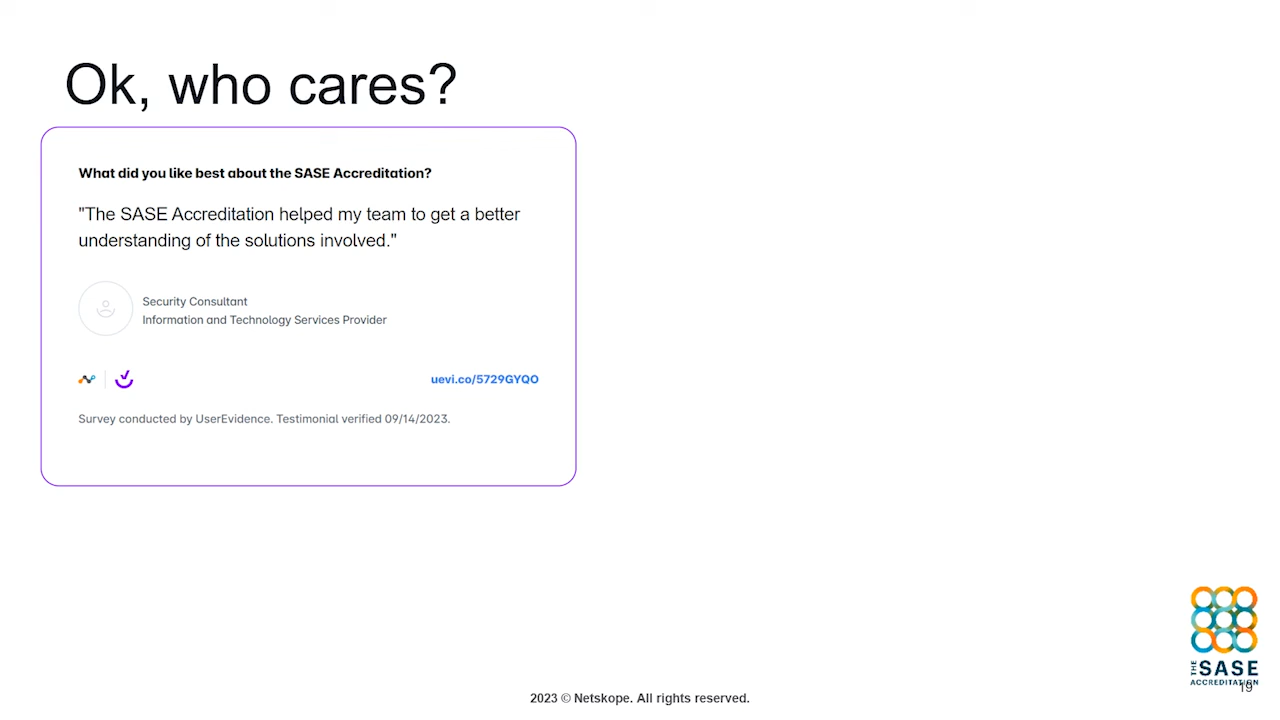 Ok, who cares?
What did you like best about the SASE Accreditation?
"The SASE Accreditation helped my team to get a better
understanding of the solutions involved."
Security Consultant
Information and Technology Services Provider
uevi.co/5729GYQO
Survey conducted by UserEvidence. Testimonial verified 09/14/2023.
THE SASE
ACCREDITATION
19
2023 © Netskope. All rights reserved.